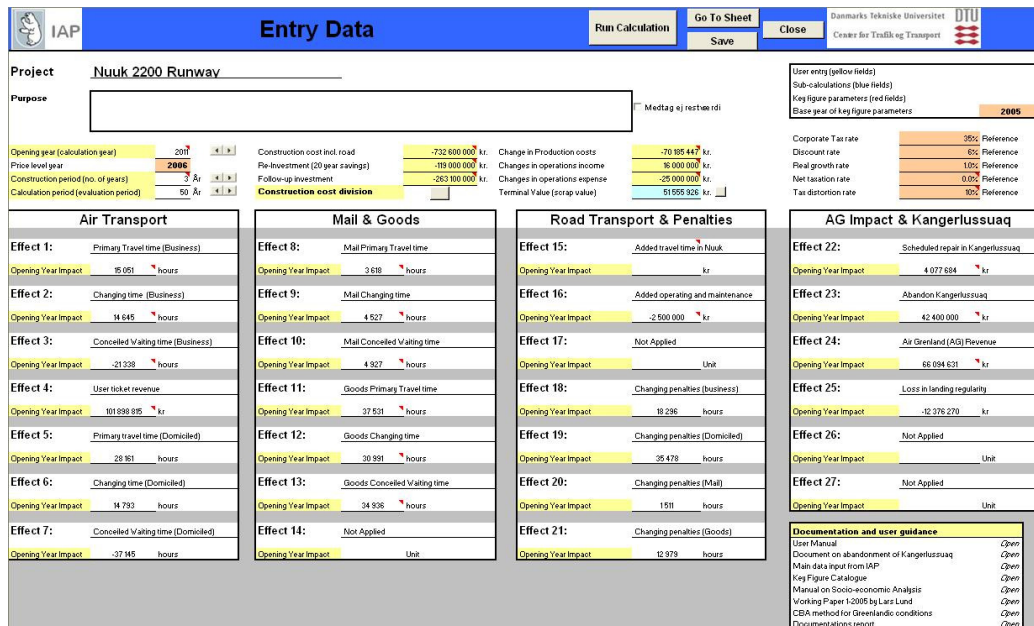 IAP
Entry Data
Run Calculation
Go To Sheet
Save
Close
Danmarks Tekniske Universitet
Center for Trafik og Transport
DTU
Project Nuuk 2200 Runway
Purpose
Medtag ej restværdi
User entry (yellow fields)
Sub-calculations (blue fields)
Key figure parameters (red fields)
Base year of key figure parameters 2005
Opening year (calculation year) 2011
Price level year 2006
Construction period (no. of years) 3 År
Calculation period (evaluation period) 50 År
Construction cost incl. road -732 600 000 kr.
Re-Investment (20 year savings) -119 000 000 kr.
Follow-up investment -263 100 000 kr.
Construction cost division
Change in Production costs -70 185 447 kr.
Changes in operations income 16 000 000 kr.
Changes in operations expense -25 000 000 kr.
Terminal Value (scrap value) 51 555 926 kr.
Corporate Tax rate 35% Reference
Discount rate 6% Reference
Real growth rate 1.0% Reference
Net taxation rate 0.0% Reference
Tax distortion rate 10% Reference
Air Transport
Effect 1: Primary Travel time (Business)
Opening Year Impact 15 051 hours
Effect 2: Changing time (Business)
Opening Year Impact 14 645 hours
Effect 3: Conceiled Waiting time (Business)
Opening Year Impact -21 338 hours
Effect 4: User ticket revenue
Opening Year Impact 101 898 815 kr
Effect 5: Primary travel time (Domiciled)
Opening Year Impact 28 161 hours
Effect 6: Changing time (Domiciled)
Opening Year Impact 14 793 hours
Effect 7: Conceiled Waiting time (Domiciled)
Opening Year Impact -37 145 hours
Mail & Goods
Effect 8: Mail Primary Travel time
Opening Year Impact 3 618 hours
Effect 9: Mail Changing time
Opening Year Impact 4 527 hours
Effect 10: Mail Conceiled Waiting time
Opening Year Impact 4 927 hours
Effect 11: Goods Primary Travel time
Opening Year Impact 37 531 hours
Effect 12: Goods Changing time
Opening Year Impact 30 991 hours
Effect 13: Goods Conceiled Waiting time
Opening Year Impact 34 936 hours
Effect 14: Not Applied
Opening Year Impact Unit
Road Transport & Penalties
Effect 15: Added travel time in Nuuk
Opening Year Impact kr
Effect 16: Added operating and maintenance
Opening Year Impact -2 500 000 kr
Effect 17: Not Applied
Opening Year Impact Unit
Effect 18: Changing penalties (business)
Opening Year Impact 18 296 hours
Effect 19: Changing penalties (Domiciled)
Opening Year Impact 35 478 hours
Effect 20: Changing penalties (Mail)
Opening Year Impact 1 511 hours
Effect 21: Changing penalties (Goods)
Opening Year Impact 12 979 hours
AG Impact & Kangerlussuaq
Effect 22: Scheduled repair in Kangerlussuaq
Opening Year Impact 4 077 684 kr
Effect 23: Abandon Kangerlussuaq
Opening Year Impact 42 400 000 kr
Effect 24: Air Grenland (AG) Revenue
Opening Year Impact 66 094 631 kr
Effect 25: Loss in landing regularity
Opening Year Impact -12 376 270 kr
Effect 26: Not Applied
Opening Year Impact Unit
Effect 27: Not Applied
Opening Year Impact Unit
Documentation and user guidance
User Manual Open
Document on abandonment of Kangerlussuaq Open
Main data input from IAP Open
Key Figure Catalogue Open
Manual on Socio-economic Analysis Open
Working Paper 1-2005 by Lars Lund Open
CBA method for Greenlandic conditions Open
Documentations report Open